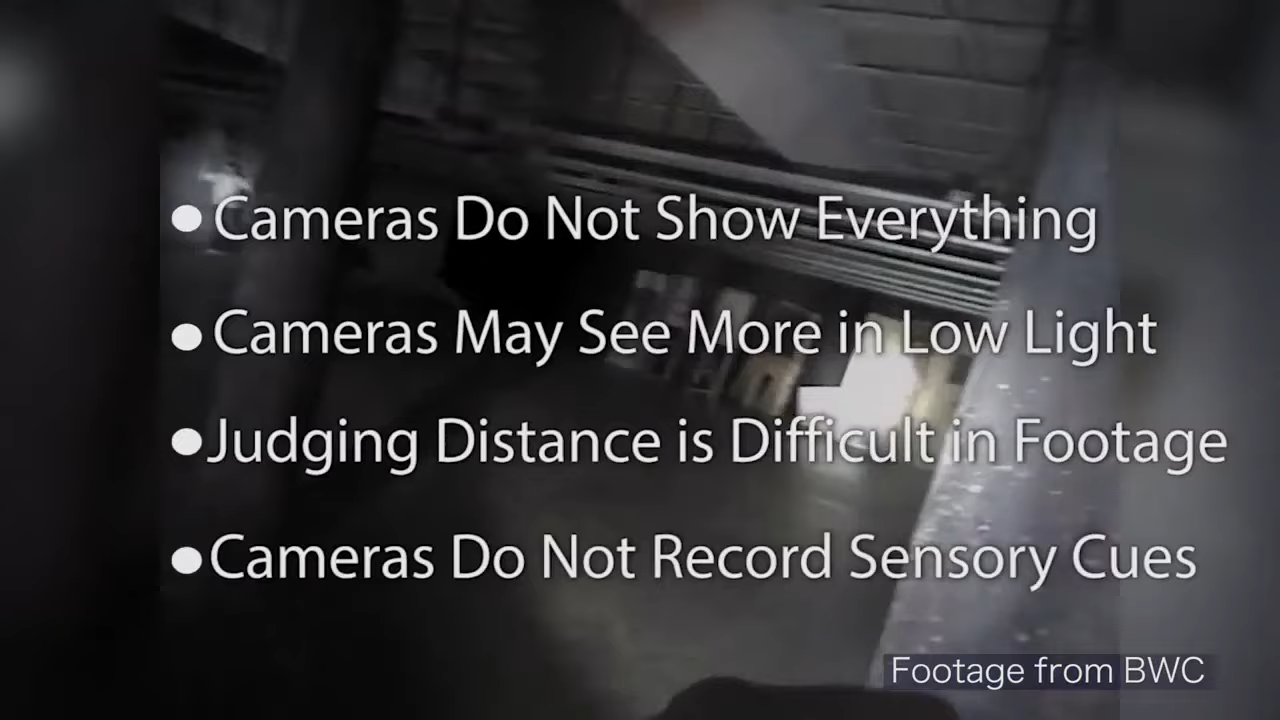 ● Cameras Do Not Show Everything
● Cameras May See More in Low Light
● Judging Distance is Difficult in Footage
● Cameras Do Not Record Sensory Cues
Footage from BWC